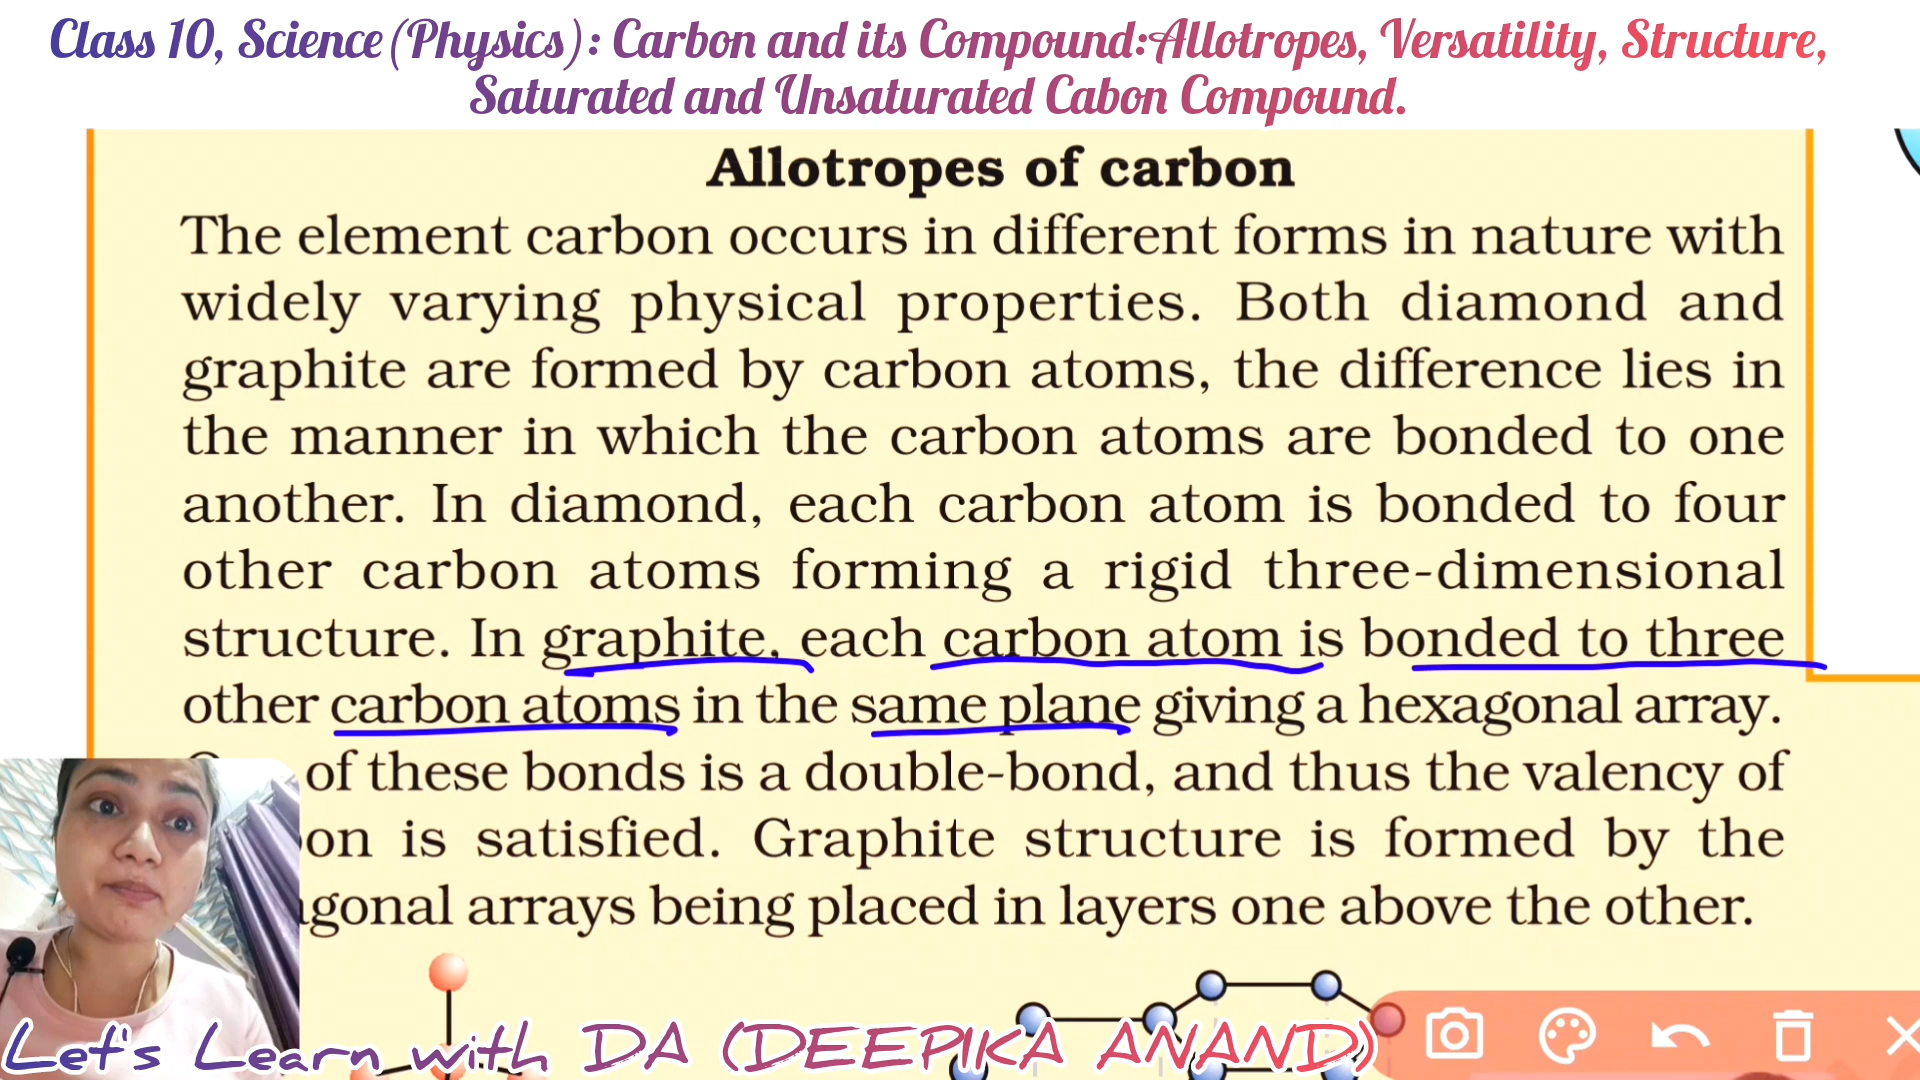 Class 10, Science(Physics): Carbon and its Compound:Allotropes, Versatility, Structure,
Saturated and Unsaturated Cabon Compound.
Allotropes of carbon
The element carbon occurs in different forms in nature with
widely varying physical properties. Both diamond and
graphite are formed by carbon atoms, the difference lies in
the manner in which the carbon atoms are bonded to one
another. In diamond, each carbon atom is bonded to four
other carbon atoms forming a rigid three-dimensional
structure. In graphite, each carbon atom is bonded to three
other carbon atoms in the same plane giving a hexagonal array.
of these bonds is a double-bond, and thus the valency of
on is satisfied. Graphite structure is formed by the
gonal arrays being placed in layers one above the other.
Let's Learn with DA (DEEPIKA ANAND)